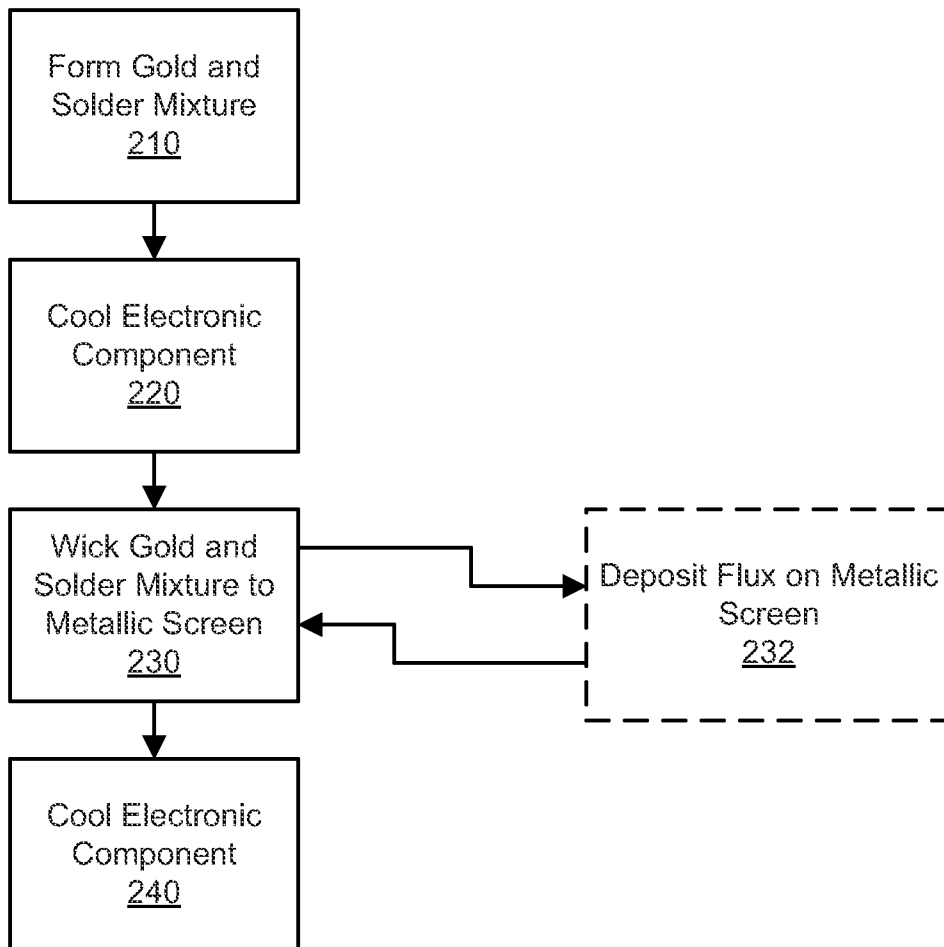 Form Gold and
Solder Mixture
210
Cool Electronic
Component
220
Wick Gold and
Solder Mixture to
Metallic Screen
230
Deposit Flux on Metallic
Screen
232
Cool Electronic
Component
240